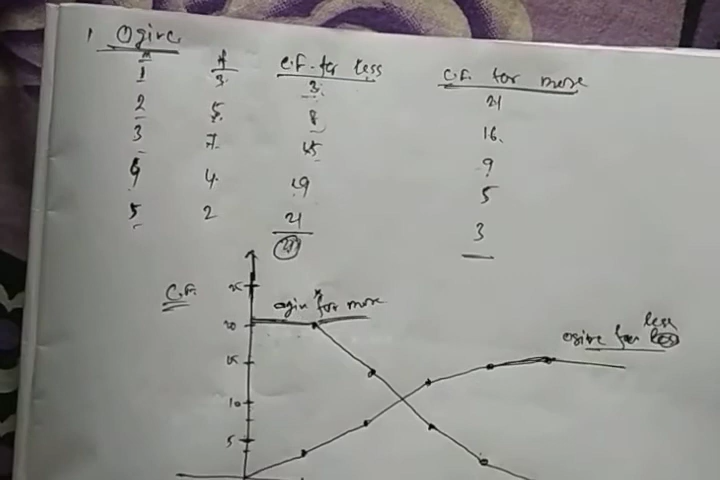 1 Ogive
x f c.f. for less c.f. for more
1 3 3 21
2 5 8 16
3 7 15 9
4 4 19 5
5 2 21 3
21
C.F. 25
ogive for more
20
less
ogive for
15
10
5